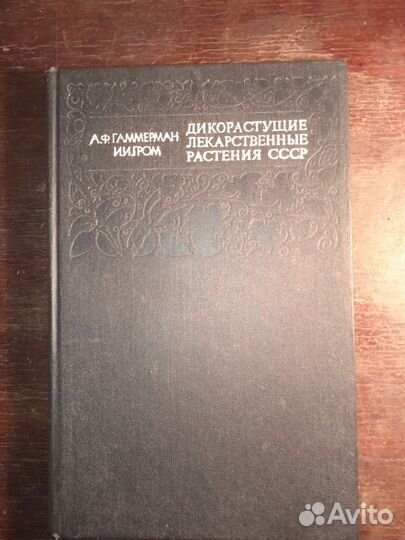 А.Ф.ГАММЕРМАН
И.И.ГРОМ
ДИКОРАСТУЩИЕ
ЛЕКАРСТВЕННЫЕ
РАСТЕНИЯ СССР
Avito